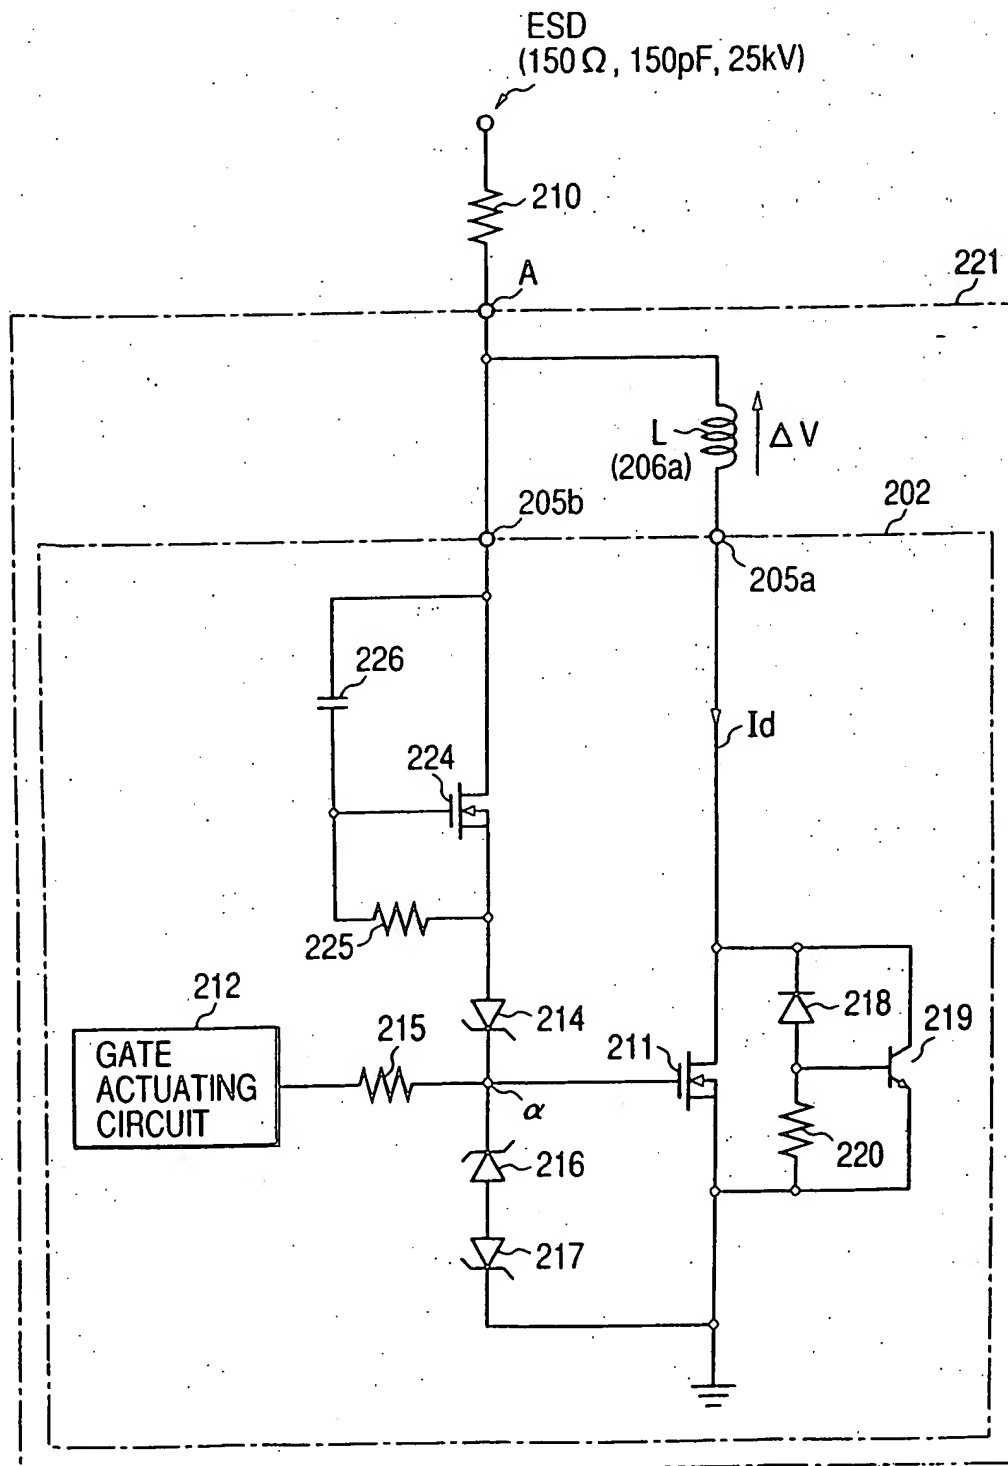 ESD
(150Ω, 150pF, 25kV)
210
A
221
L
(206a)
ΔV
205b
202
205a
226
Id
224
225
212
215
214
211
218
219
GATE
ACTUATING
CIRCUIT
α
216
220
217